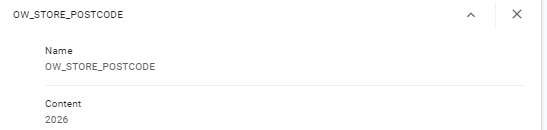 OW_STORE_POSTCODE
Name
OW_STORE_POSTCODE
Content
2026